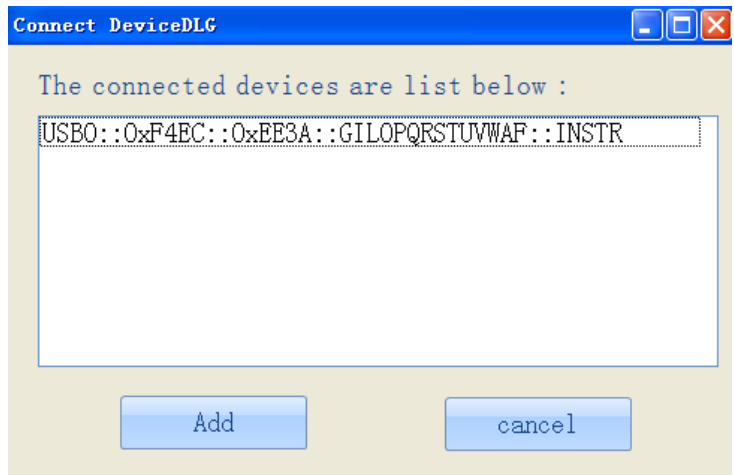 Connect DeviceDLG
The connected devices are list below :
USB0::0xF4EC::0xEE3A::GILOPQRSTUVWAF::INSTR
Add
cancel